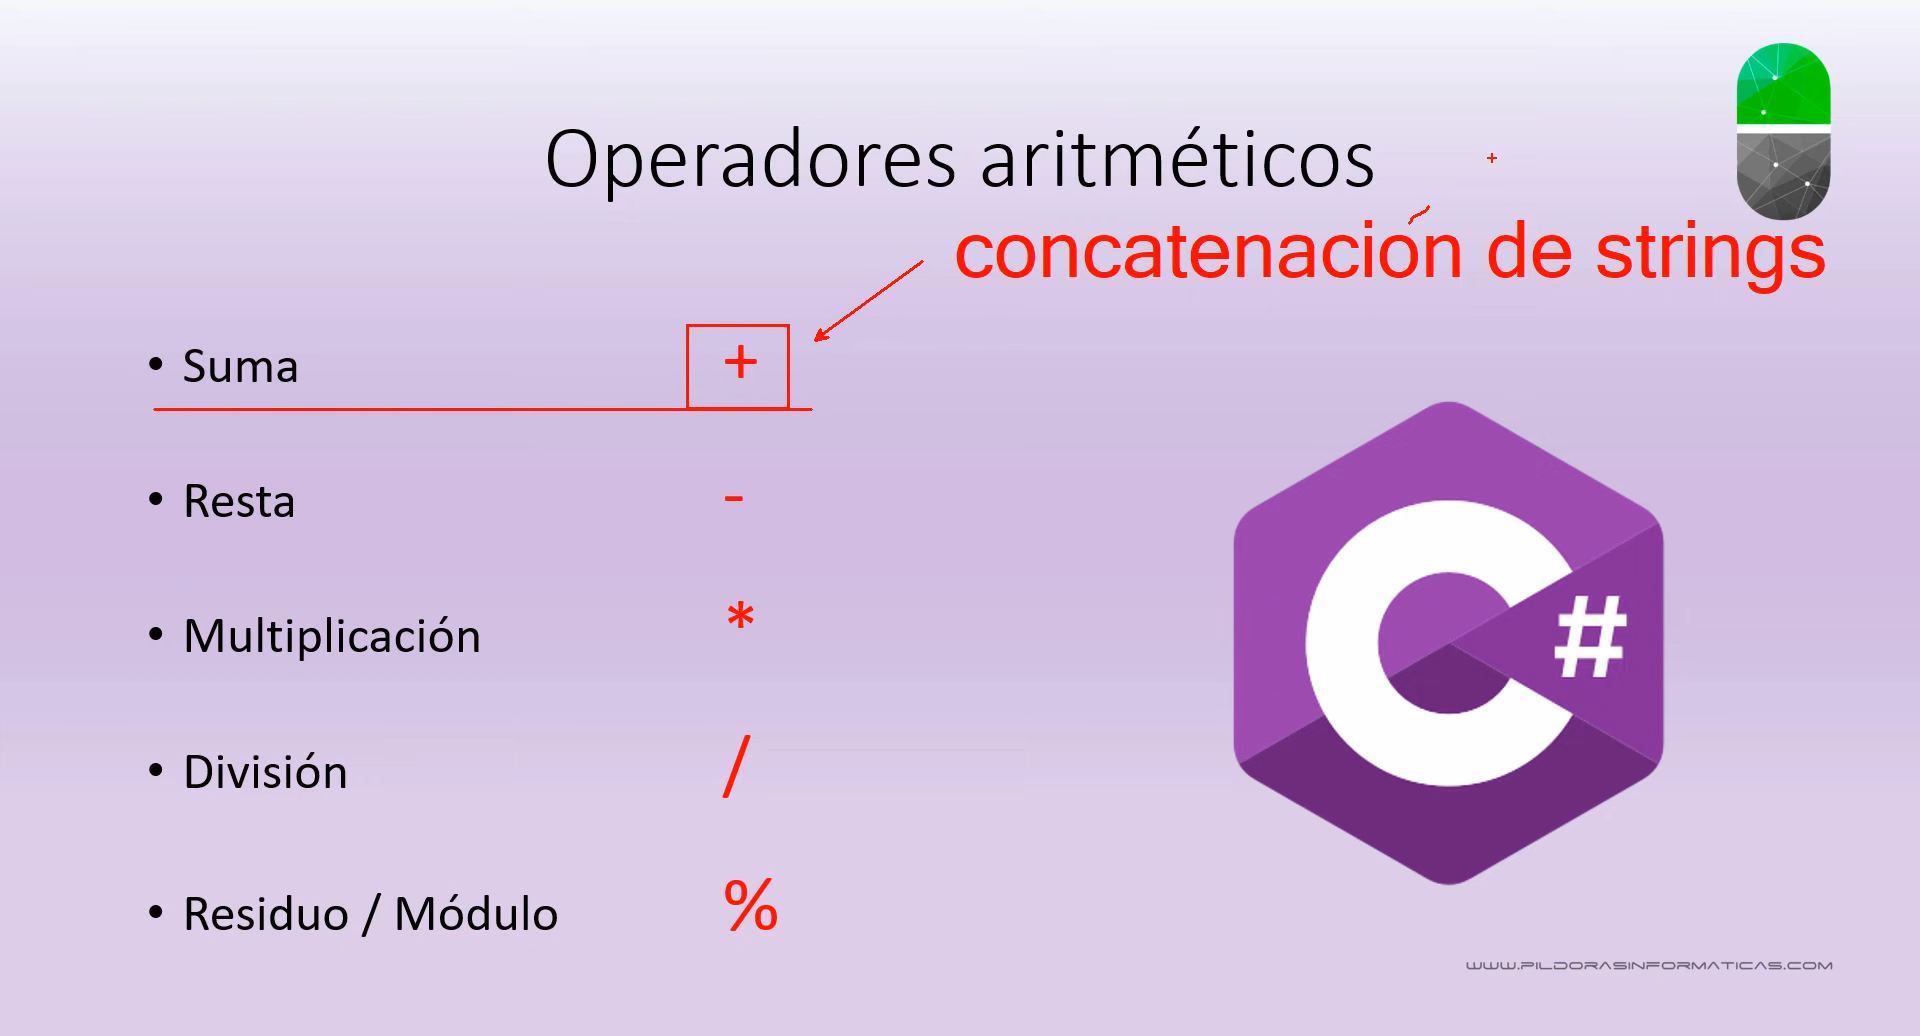 Operadores aritméticos
concatenación de strings
• Suma +
• Resta -
• Multiplicación *
• División /
• Residuo / Módulo %
C#
WWW.PILDORASINFORMATICAS.COM